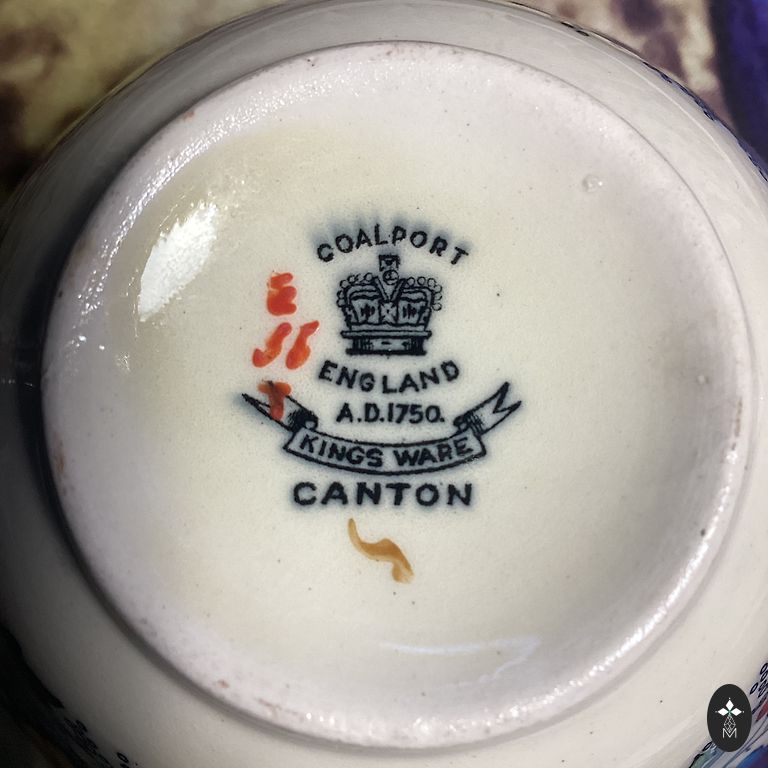 COALPORT
ENGLAND
A.D.1750.
KINGS WARE
CANTON